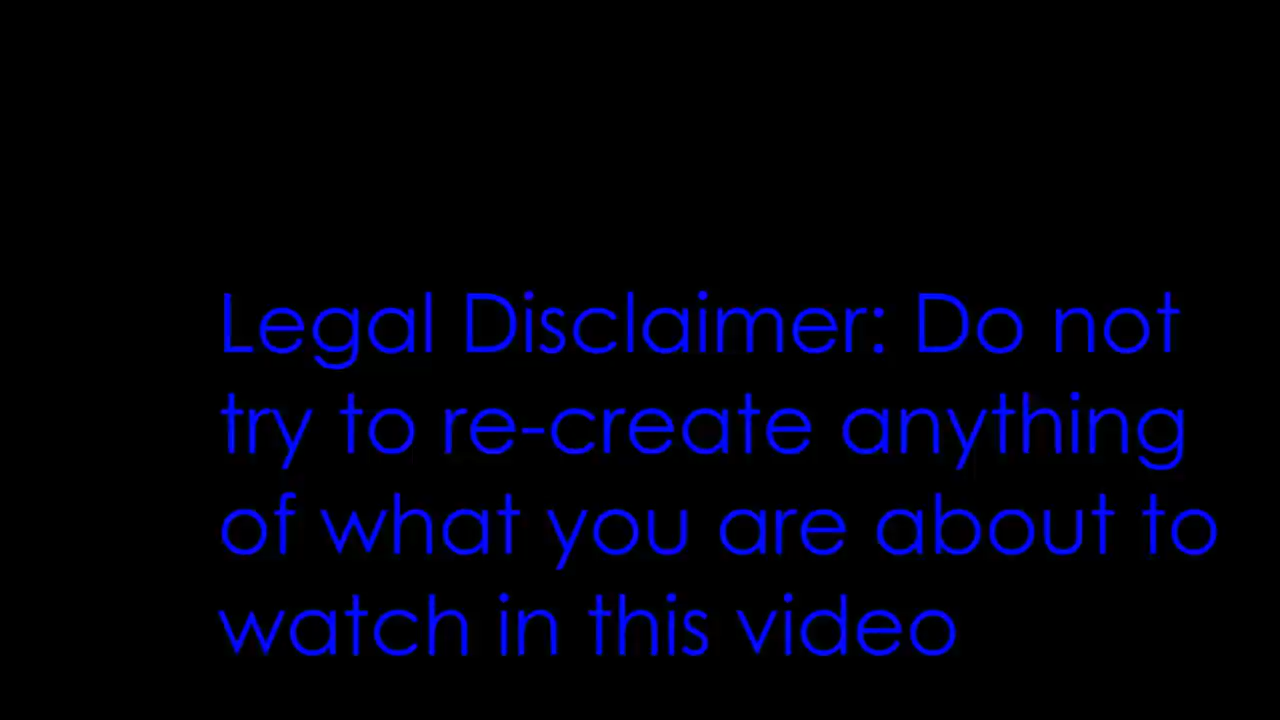 Legal Disclaimer: Do not
try to re-create anything
of what you are about to
watch in this video